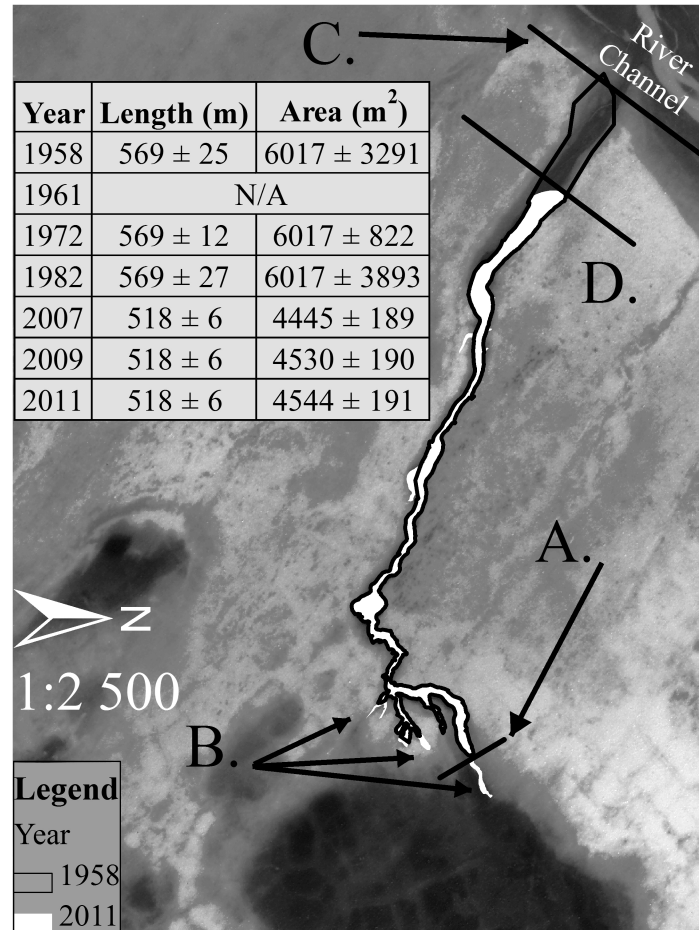 C.
River
Channel
Year Length (m) Area (m²)
1958 569 ± 25 6017 ± 3291
1961 N/A
1972 569 ± 12 6017 ± 822
1982 569 ± 27 6017 ± 3893
2007 518 ± 6 4445 ± 189
2009 518 ± 6 4530 ± 190
2011 518 ± 6 4544 ± 191
D.
A.
N
1:2 500
B.
Legend
Year
1958
2011